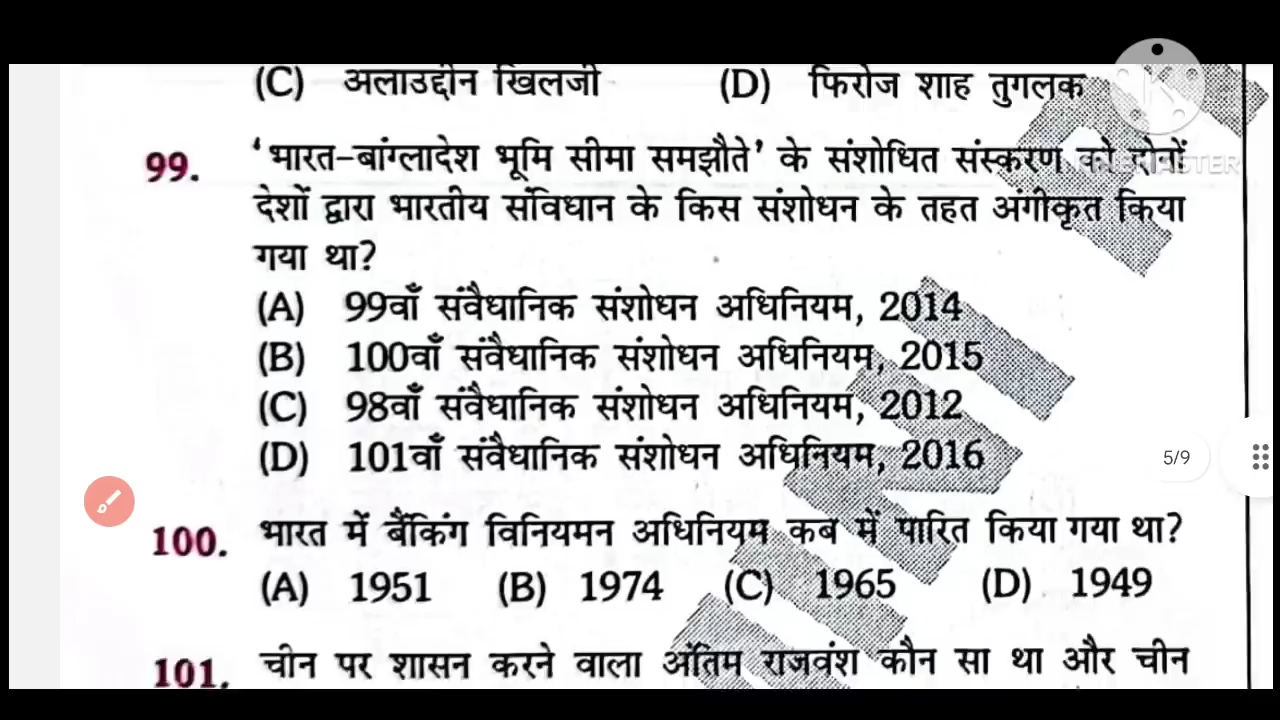 (C) अलाउद्दीन खिलजी (D) फिरोज शाह तुगलक
99. 'भारत-बांग्लादेश भूमि सीमा समझौते' के संशोधित संस्करण को दोनों
देशों द्वारा भारतीय संविधान के किस संशोधन के तहत अंगीकृत किया
गया था?
(A) 99वाँ संवैधानिक संशोधन अधिनियम, 2014
(B) 100वाँ संवैधानिक संशोधन अधिनियम, 2015
(C) 98वाँ संवैधानिक संशोधन अधिनियम, 2012
(D) 101वाँ संवैधानिक संशोधन अधिनियम, 2016
5/9
100. भारत में बैंकिंग विनियमन अधिनियम कब में पारित किया गया था?
(A) 1951 (B) 1974 (C) 1965 (D) 1949
101. चीन पर शासन करने वाला अंतिम राजवंश कौन सा था और चीन